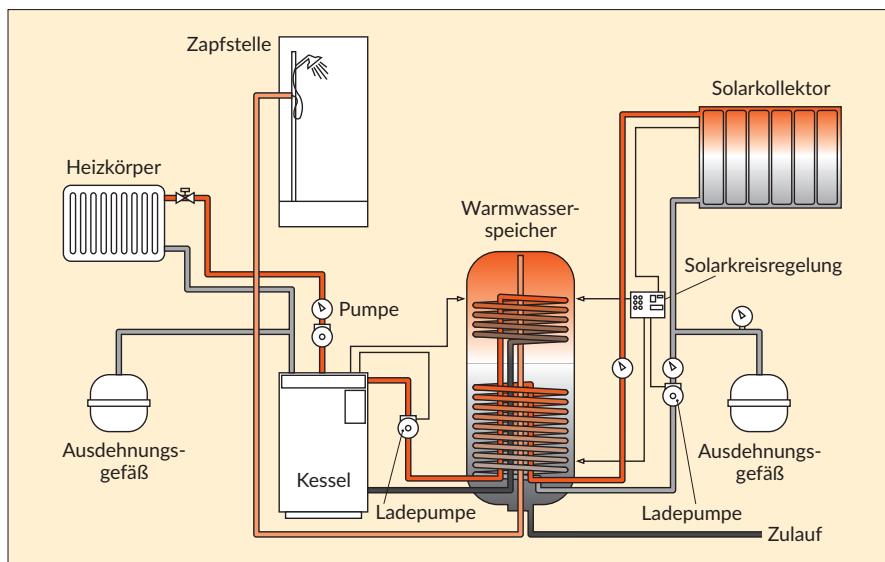 Zapfstelle
Solarkollektor
Heizkörper
Warmwasser-
speicher
Solarkreisregelung
Pumpe
Ausdehnungs-
gefäß
Kessel
Ladepumpe
Ausdehnungs-
gefäß
Ladepumpe
Zulauf